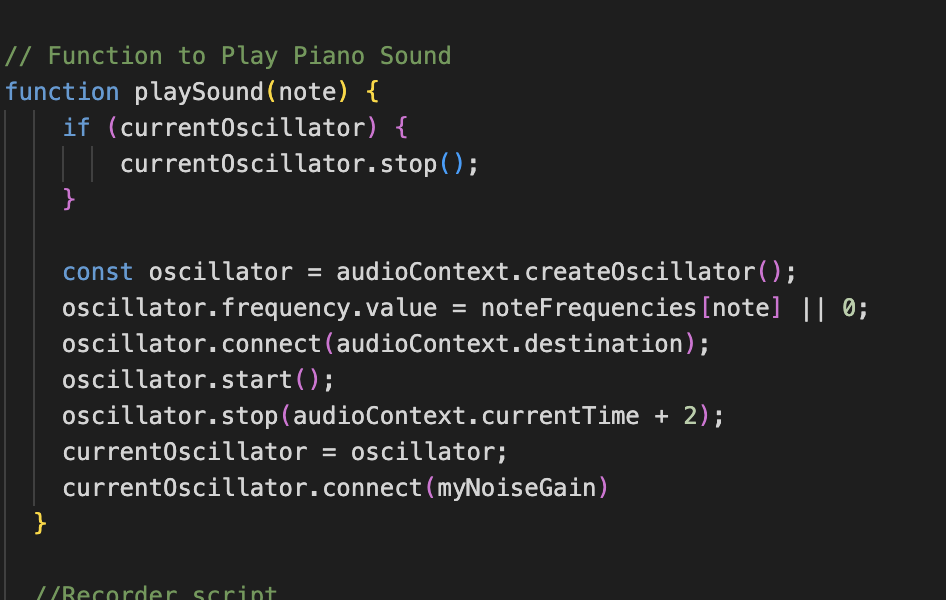 // Function to Play Piano Sound
function playSound(note) {
if (currentOscillator) {
currentOscillator.stop();
}
const oscillator = audioContext.createOscillator();
oscillator.frequency.value = noteFrequencies[note] || 0;
oscillator.connect(audioContext.destination);
oscillator.start();
oscillator.stop(audioContext.currentTime + 2);
currentOscillator = oscillator;
currentOscillator.connect(myNoiseGain)
}
//Recorder script